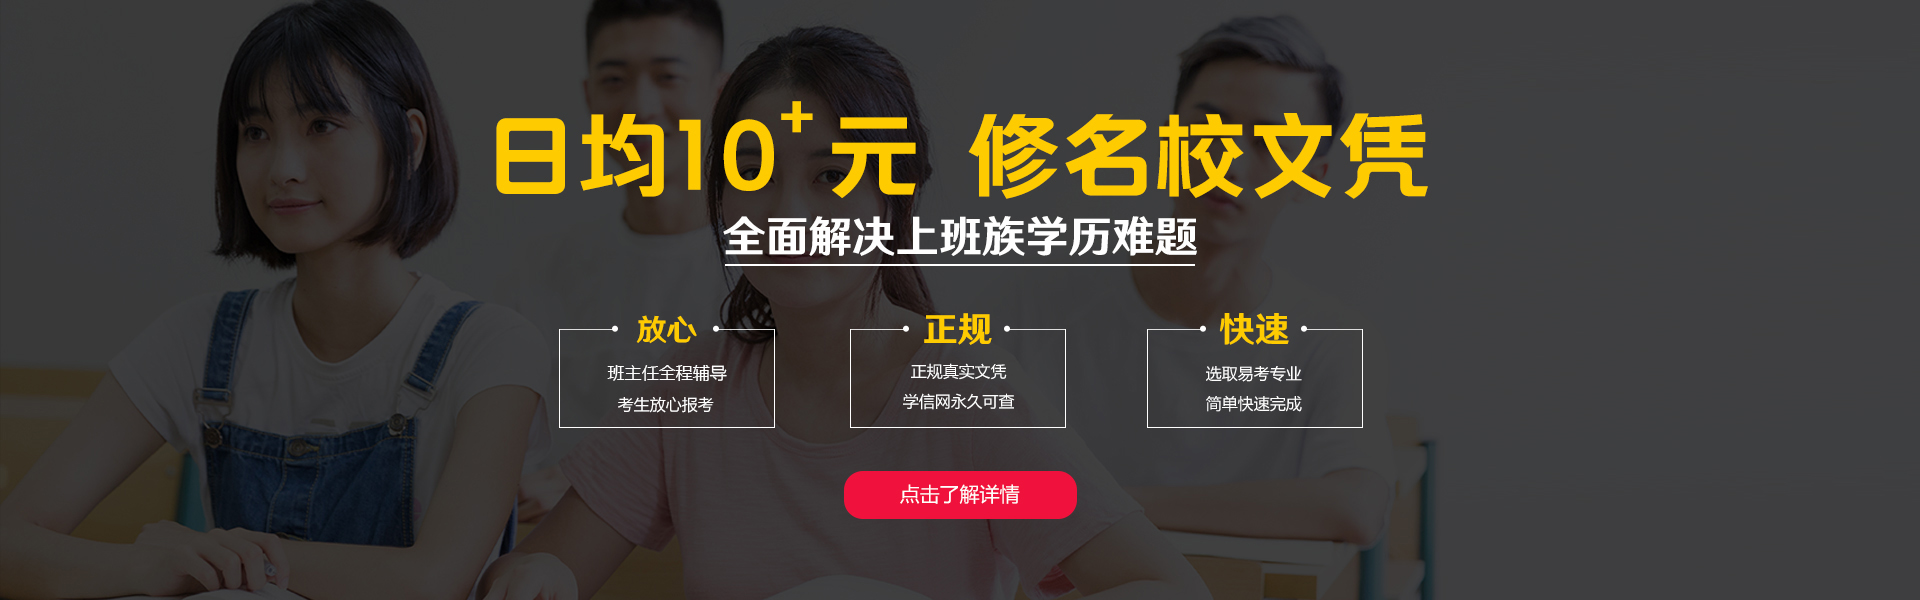 日均10+元 修名校文凭
全面解决上班族学历难题
放心
班主任全程辅导
考生放心报考
正规
正规真实文凭
学信网永久可查
快速
选取易考专业
简单快速完成
点击了解详情